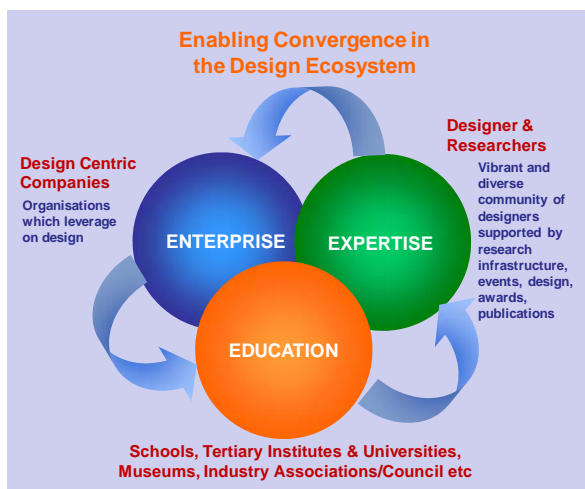 Enabling Convergence in
the Design Ecosystem
Designer &
Researchers
Vibrant and
diverse
community of
designers
supported by
research
infrastructure,
events, design,
awards,
publications
Design Centric
Companies
Organisations
which leverage
on design
ENTERPRISE
EXPERTISE
EDUCATION
Schools, Tertiary Institutes & Universities,
Museums, Industry Associations/Council etc